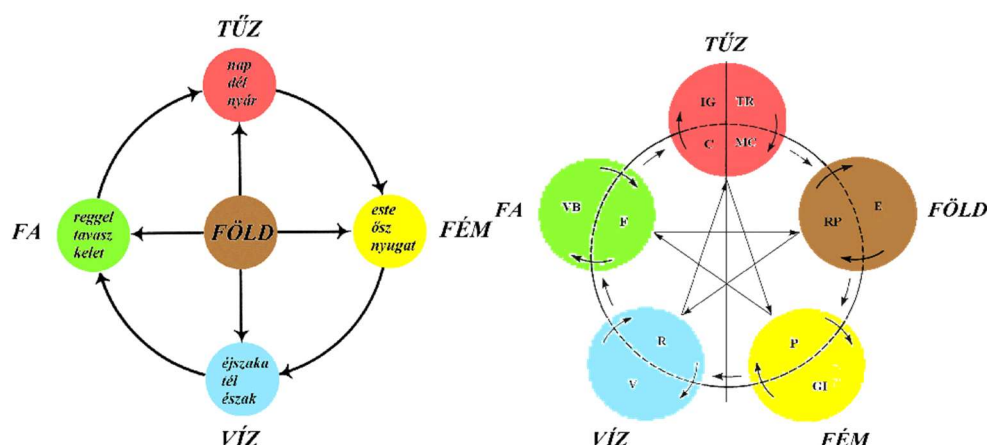 TŰZ
nap
dél
nyár
FA
reggel
tavasz
kelet
FÖLD
este
ősz
nyugat
FÉM
éjszaka
tél
észak
VÍZ
TŰZ
IG TR
C MC
FA
VB F
RP E
FÖLD
R
V
P
GI
VÍZ
FÉM